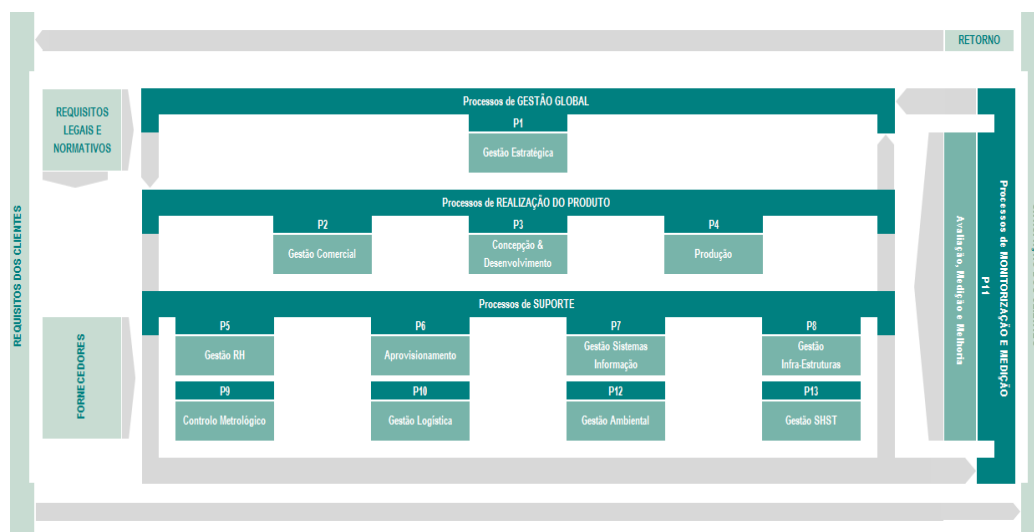 RETORNO
REQUISITOS
LEGAIS E
NORMATIVOS
Processos de GESTÃO GLOBAL
P1
Gestão Estratégica
Processos de REALIZAÇÃO DO PRODUTO
P2
Gestão Comercial
P3
Concepção &
Desenvolvimento
P4
Produção
Processos de SUPORTE
P5
Gestão RH
P6
Aprovisionamento
P7
Gestão Sistemas
Informação
P8
Gestão
Infra-Estruturas
P9
Controlo Metrológico
P10
Gestão Logística
P12
Gestão Ambiental
P13
Gestão SHST
REQUISITOS DOS CLIENTES
FORNECEDORES
Avaliação, Medição e Melhoria
Processos de MONITORIZAÇÃO E MEDIÇÃO
P11